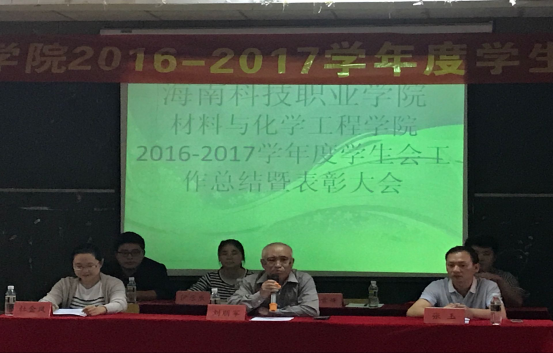 学院2016-2017学年度学生
海南科技职业学院
材料与化学工程学院
2016-2017学年度学生会工
作总结暨表彰大会